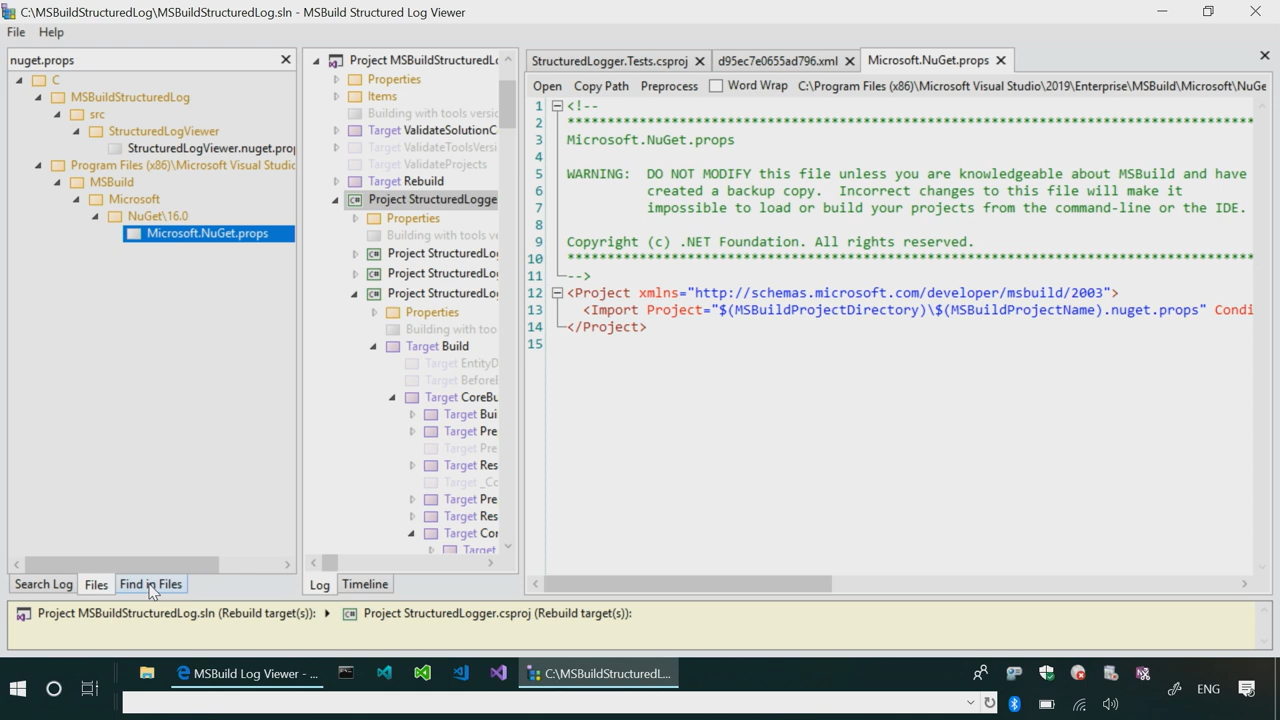 C:\MSBuildStructuredLog\MSBuildStructuredLog.sln - MSBuild Structured Log Viewer
File Help
nuget.props
C
MSBuildStructuredLog
src
StructuredLogViewer
StructuredLogViewer.nuget.prop
Program Files (x86)\Microsoft Visual Studio
MSBuild
Microsoft
NuGet\16.0
Microsoft.NuGet.props
Search Log Files Find in Files
Project MSBuildStructuredL
Properties
Items
Building with tools versio
Target ValidateSolutionC
Target ValidateToolsVersi
Target ValidateProjects
Target Rebuild
Project StructuredLogge
Properties
Building with tools ve
Project StructuredLo
Project StructuredLo
Project StructuredLo
Properties
Building with too
Target Build
Target EntityD
Target BeforeB
Target CoreBu
Target Bui
Target Pre
Target Pre
Target Res
Target _Co
Target Pre
Target Res
Target Cor
Target
Log Timeline
StructuredLogger.Tests.csproj d95ec7e0655ad796.xml Microsoft.NuGet.props
Open Copy Path Preprocess Word Wrap C:\Program Files (x86)\Microsoft Visual Studio\2019\Enterprise\MSBuild\Microsoft\NuGe
1 <!--
2 ***********************************************************************************************
3 Microsoft.NuGet.props
4
5 WARNING: DO NOT MODIFY this file unless you are knowledgeable about MSBuild and have
6 created a backup copy. Incorrect changes to this file will make it
7 impossible to load or build your projects from the command-line or the IDE.
8
9 Copyright (c) .NET Foundation. All rights reserved.
10 ***********************************************************************************************
11 -->
12 <Project xmlns="http://schemas.microsoft.com/developer/msbuild/2003">
13 <Import Project="$(MSBuildProjectDirectory)\$(MSBuildProjectName).nuget.props" Condi
14 </Project>
15
Project MSBuildStructuredLog.sln (Rebuild target(s)): Project StructuredLogger.csproj (Rebuild target(s)):
MSBuild Log Viewer - ... C:\MSBuildStructuredL...
ENG